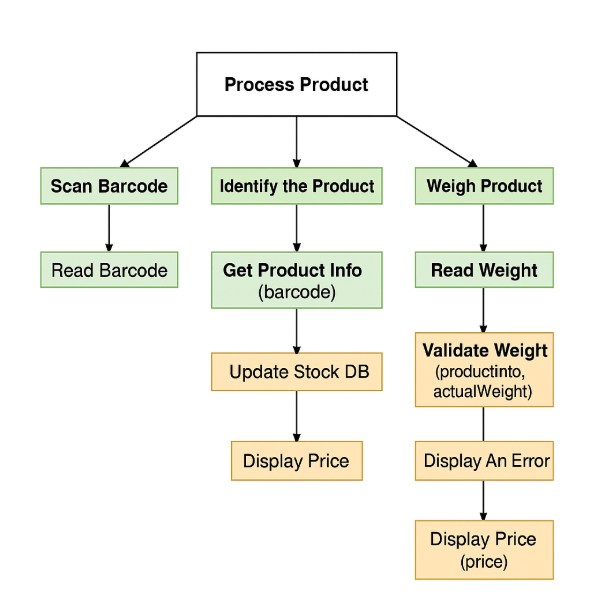 Process Product
Scan Barcode
Identify the Product
Weigh Product
Read Barcode
Get Product Info
(barcode)
Read Weight
Update Stock DB
Validate Weight
(productinto,
actualWeight)
Display Price
Display An Error
Display Price
(price)